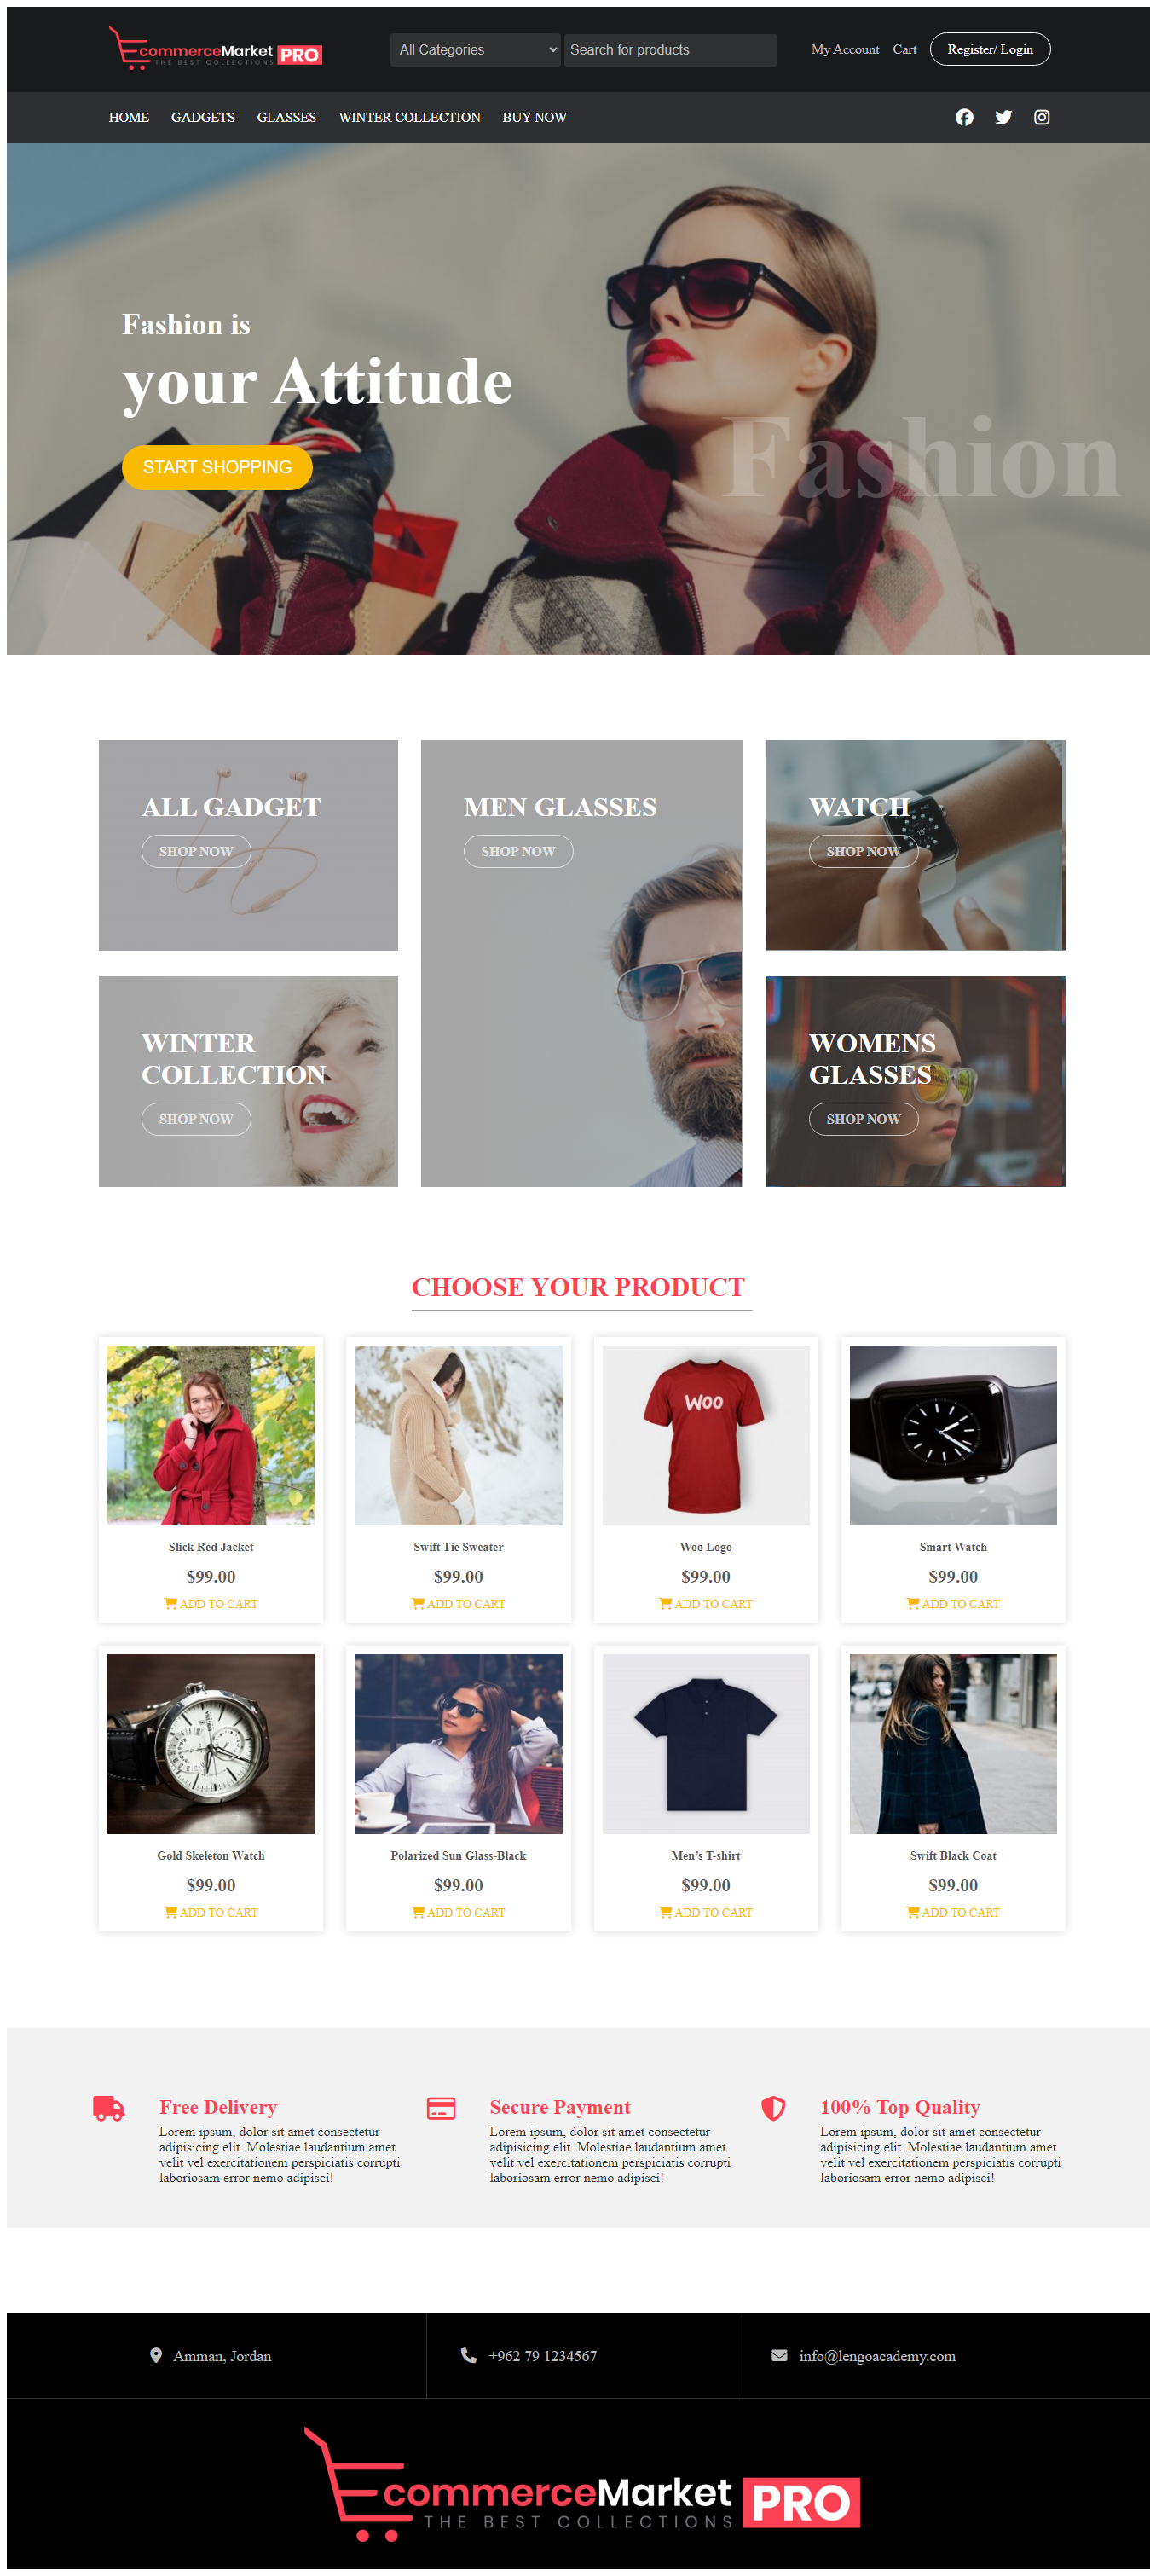 commerceMarket PRO
THE BEST COLLECTIONS
All Categories
Search for products
My Account
Cart
Register/ Login
HOME
GADGETS
GLASSES
WINTER COLLECTION
BUY NOW
Fashion is
your Attitude
Fashion
START SHOPPING
ALL GADGET
SHOP NOW
MEN GLASSES
SHOP NOW
WATCH
SHOP NOW
WINTER
COLLECTION
SHOP NOW
WOMENS
GLASSES
SHOP NOW
CHOOSE YOUR PRODUCT
Woo
Slick Red Jacket
$99.00
ADD TO CART
Swift Tie Sweater
$99.00
ADD TO CART
Woo Logo
$99.00
ADD TO CART
Smart Watch
$99.00
ADD TO CART
Gold Skeleton Watch
$99.00
ADD TO CART
Polarized Sun Glass-Black
$99.00
ADD TO CART
Men's T-shirt
$99.00
ADD TO CART
Swift Black Coat
$99.00
ADD TO CART
Free Delivery
Lorem ipsum, dolor sit amet consectetur
adipisicing elit. Molestiae laudantium amet
velit vel exercitationem perspiciatis corrupti
laboriosam error nemo adipisci!
Secure Payment
Lorem ipsum, dolor sit amet consectetur
adipisicing elit. Molestiae laudantium amet
velit vel exercitationem perspiciatis corrupti
laboriosam error nemo adipisci!
100% Top Quality
Lorem ipsum, dolor sit amet consectetur
adipisicing elit. Molestiae laudantium amet
velit vel exercitationem perspiciatis corrupti
laboriosam error nemo adipisci!
Amman, Jordan
+962 79 1234567
info@lengoacademy.com
commerceMarket PRO
THE BEST COLLECTIONS